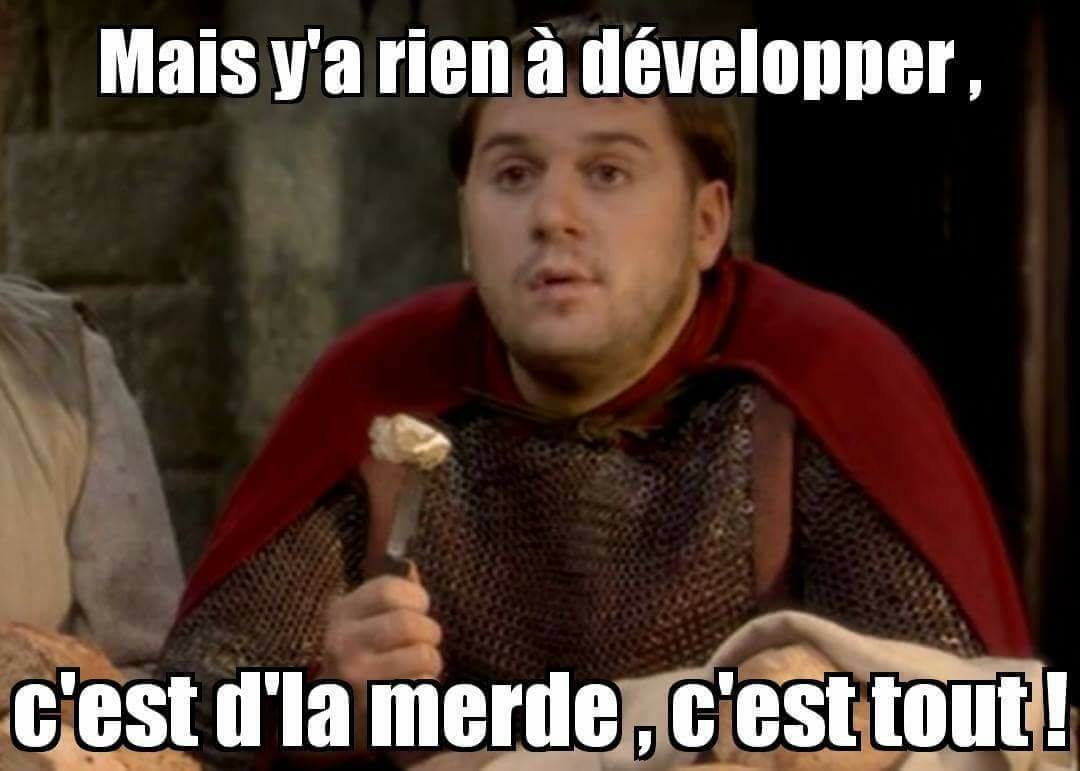 Mais y'a rien à développer ,
c'est d'la merde , c'est tout !